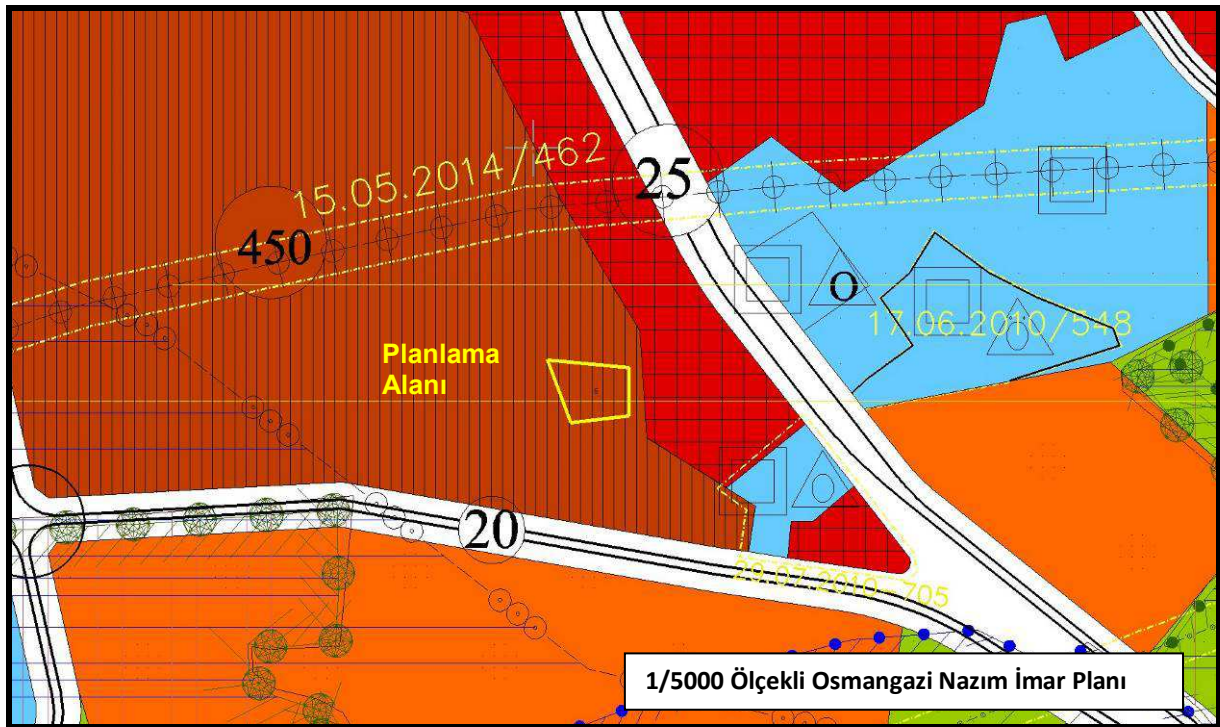 15.05.2014/462
25
450
O
17.06.2010/548
Planlama
Alanı
20
29.07.2010-705
1/5000 Ölçekli Osmangazi Nazım İmar Planı